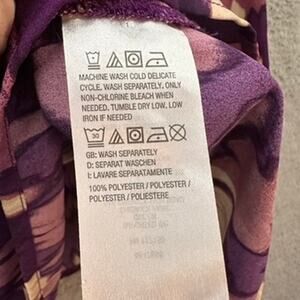 MACHINE WASH COLD DELICATE
CYCLE. WASH SEPARATELY. ONLY
NON-CHLORINE BLEACH WHEN
NEEDED. TUMBLE DRY LOW. LOW
IRON IF NEEDED
30
GB: WASH SEPARATELY
D: SEPARAT WASCHEN
I: LAVARE SEPARATAMENTE
100% POLYESTER / POLYESTER /
POLYESTER / POLIESTERE